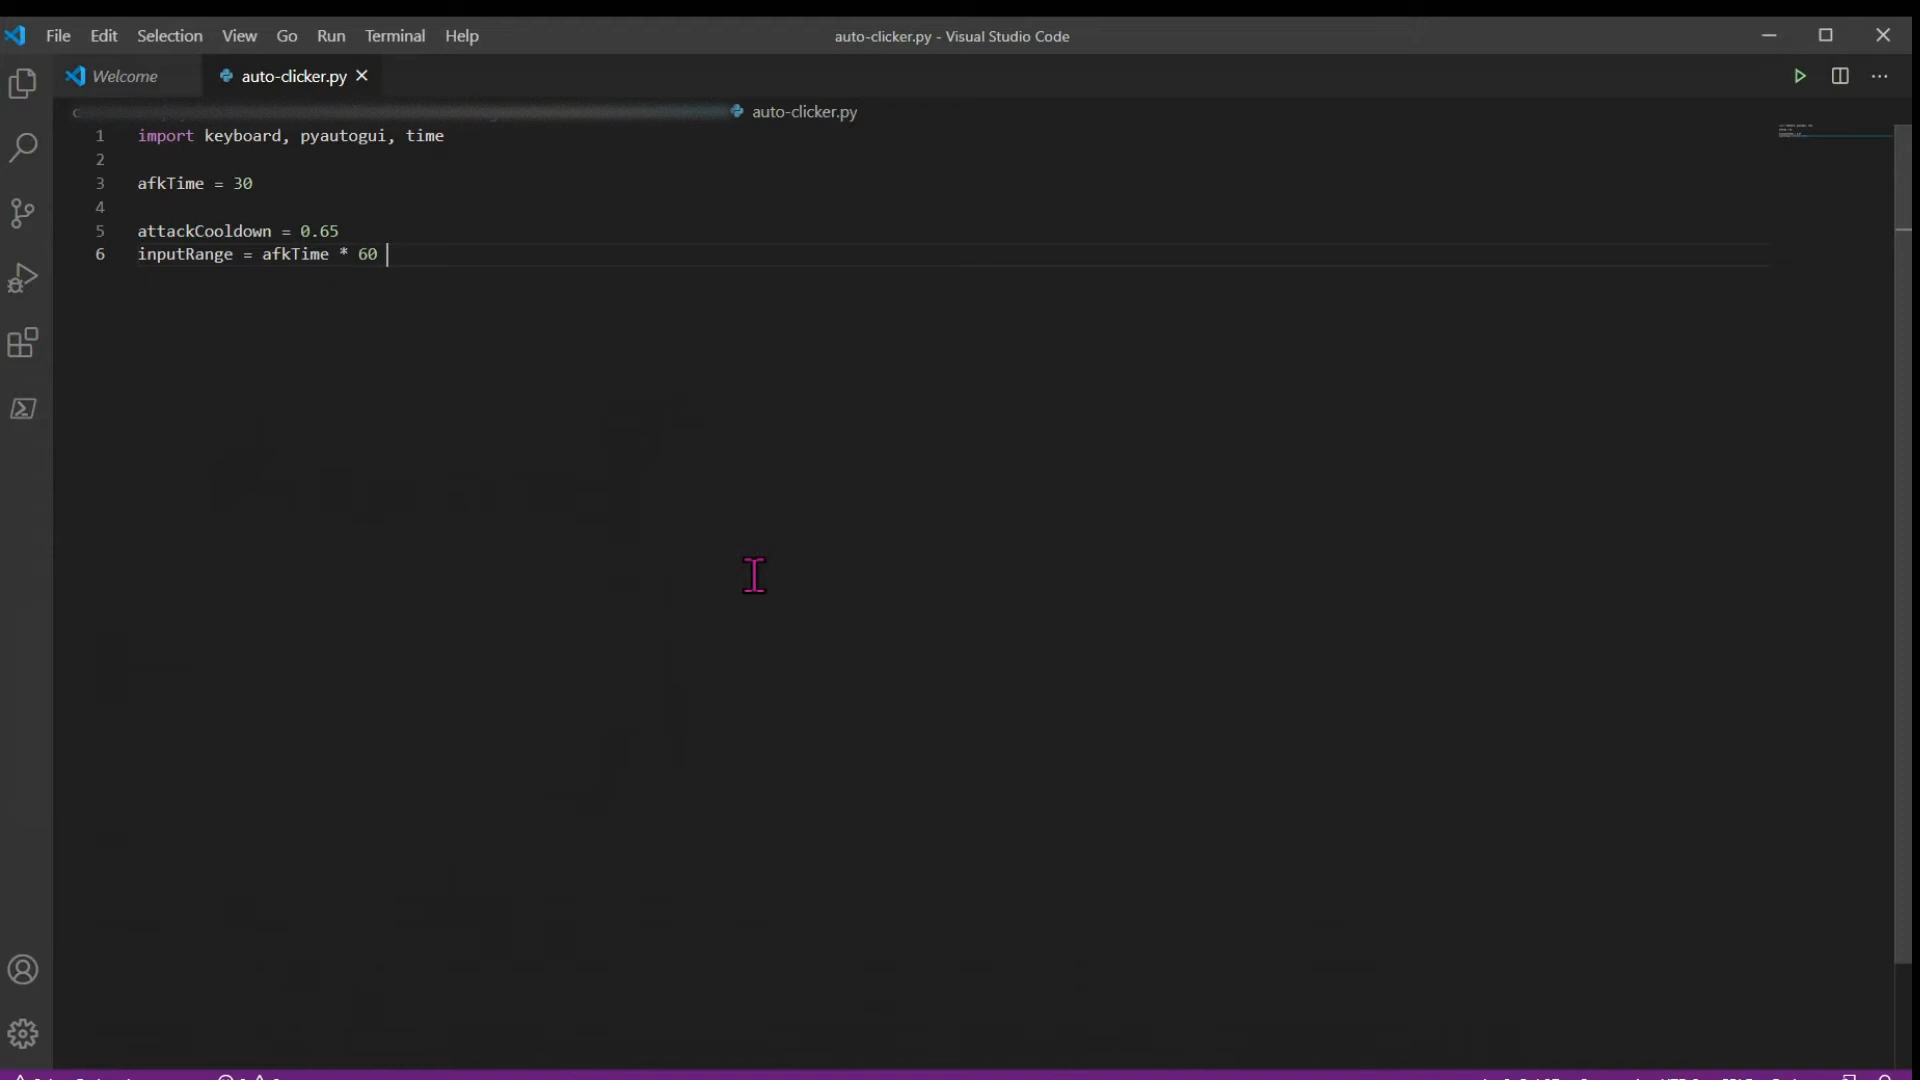 File Edit Selection View Go Run Terminal Help auto-clicker.py - Visual Studio Code
Welcome auto-clicker.py
auto-clicker.py
1 import keyboard, pyautogui, time
2
3 afkTime = 30
4
5 attackCooldown = 0.65
6 inputRange = afkTime * 60